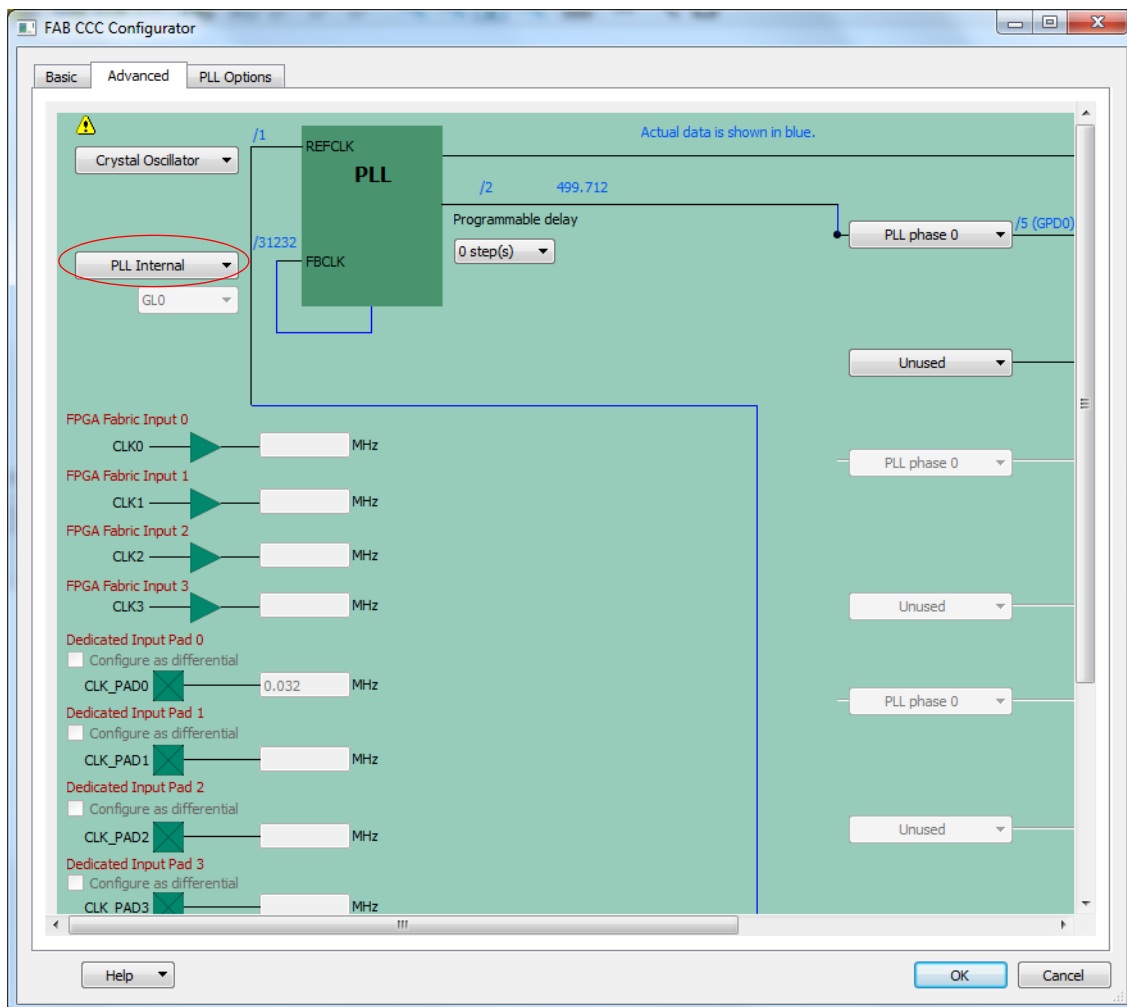 FAB CCC Configurator
Basic Advanced PLL Options
Actual data is shown in blue.
Crystal Oscillator
/1
REFCLK
PLL
/2 499.712
Programmable delay
0 step(s)
PLL phase 0
/5 (GPD0)
/31232
PLL Internal
FBCLK
GL0
Unused
FPGA Fabric Input 0
CLK0 MHz
PLL phase 0
FPGA Fabric Input 1
CLK1 MHz
FPGA Fabric Input 2
CLK2 MHz
FPGA Fabric Input 3
CLK3 MHz
Unused
Dedicated Input Pad 0
Configure as differential
CLK_PAD0 0.032 MHz
PLL phase 0
Dedicated Input Pad 1
Configure as differential
CLK_PAD1 MHz
Dedicated Input Pad 2
Configure as differential
CLK_PAD2 MHz
Unused
Dedicated Input Pad 3
Configure as differential
CLK_PAD3 MHz
Help OK Cancel